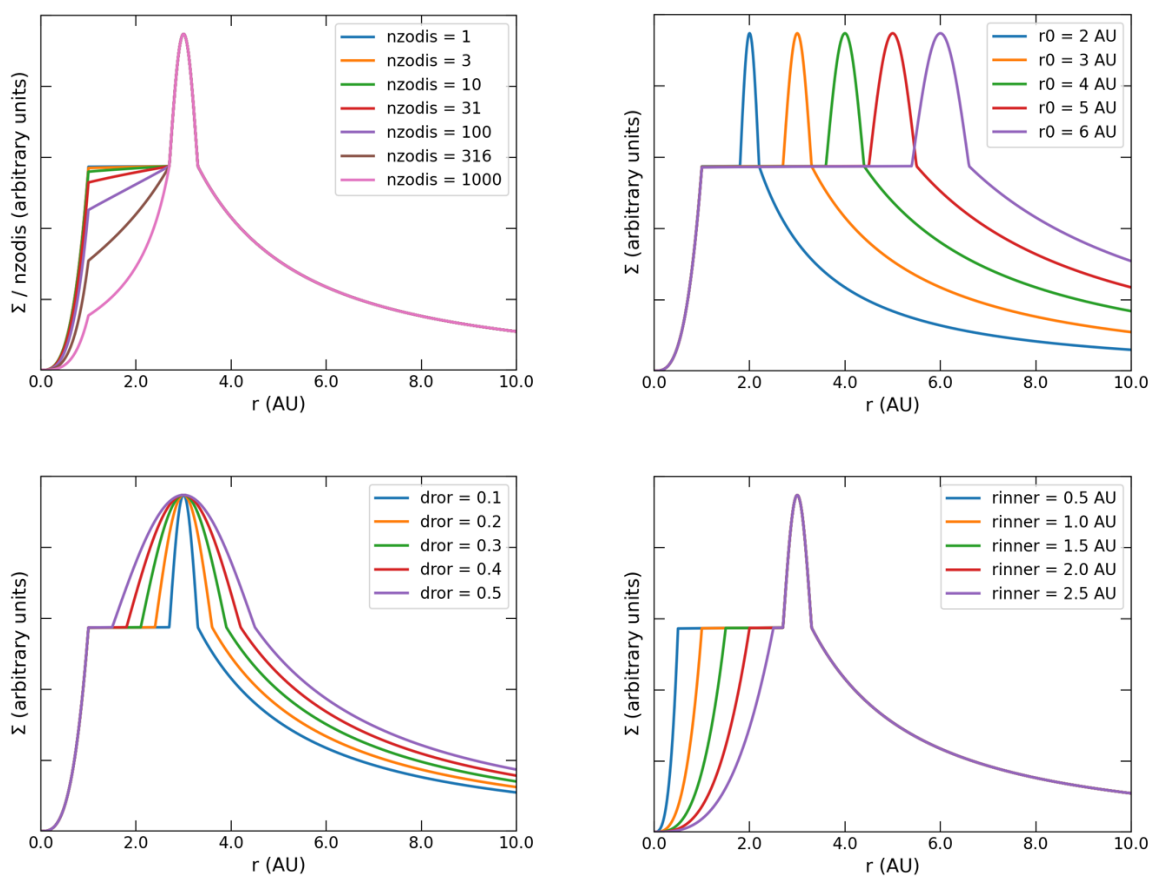 Σ / nzodis (arbitrary units)
nzodis = 1
nzodis = 3
nzodis = 10
nzodis = 31
nzodis = 100
nzodis = 316
nzodis = 1000
0.0 2.0 4.0 6.0 8.0 10.0
r (AU)
Σ (arbitrary units)
r0 = 2 AU
r0 = 3 AU
r0 = 4 AU
r0 = 5 AU
r0 = 6 AU
0.0 2.0 4.0 6.0 8.0 10.0
r (AU)
Σ (arbitrary units)
dror = 0.1
dror = 0.2
dror = 0.3
dror = 0.4
dror = 0.5
0.0 2.0 4.0 6.0 8.0 10.0
r (AU)
Σ (arbitrary units)
rinner = 0.5 AU
rinner = 1.0 AU
rinner = 1.5 AU
rinner = 2.0 AU
rinner = 2.5 AU
0.0 2.0 4.0 6.0 8.0 10.0
r (AU)